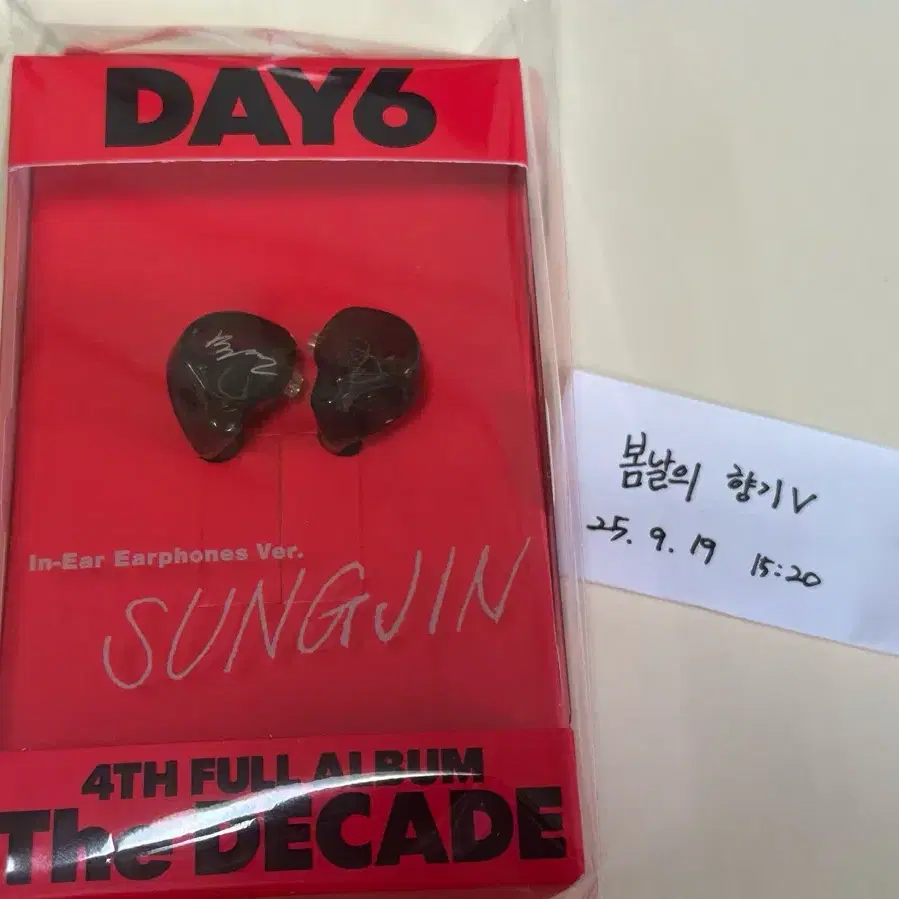 DAY6
In-Ear Earphones Ver.
SUNGJIN
4TH FULL ALBUM
The DECADE
봄날의 향기V
25. 9. 19 15:20